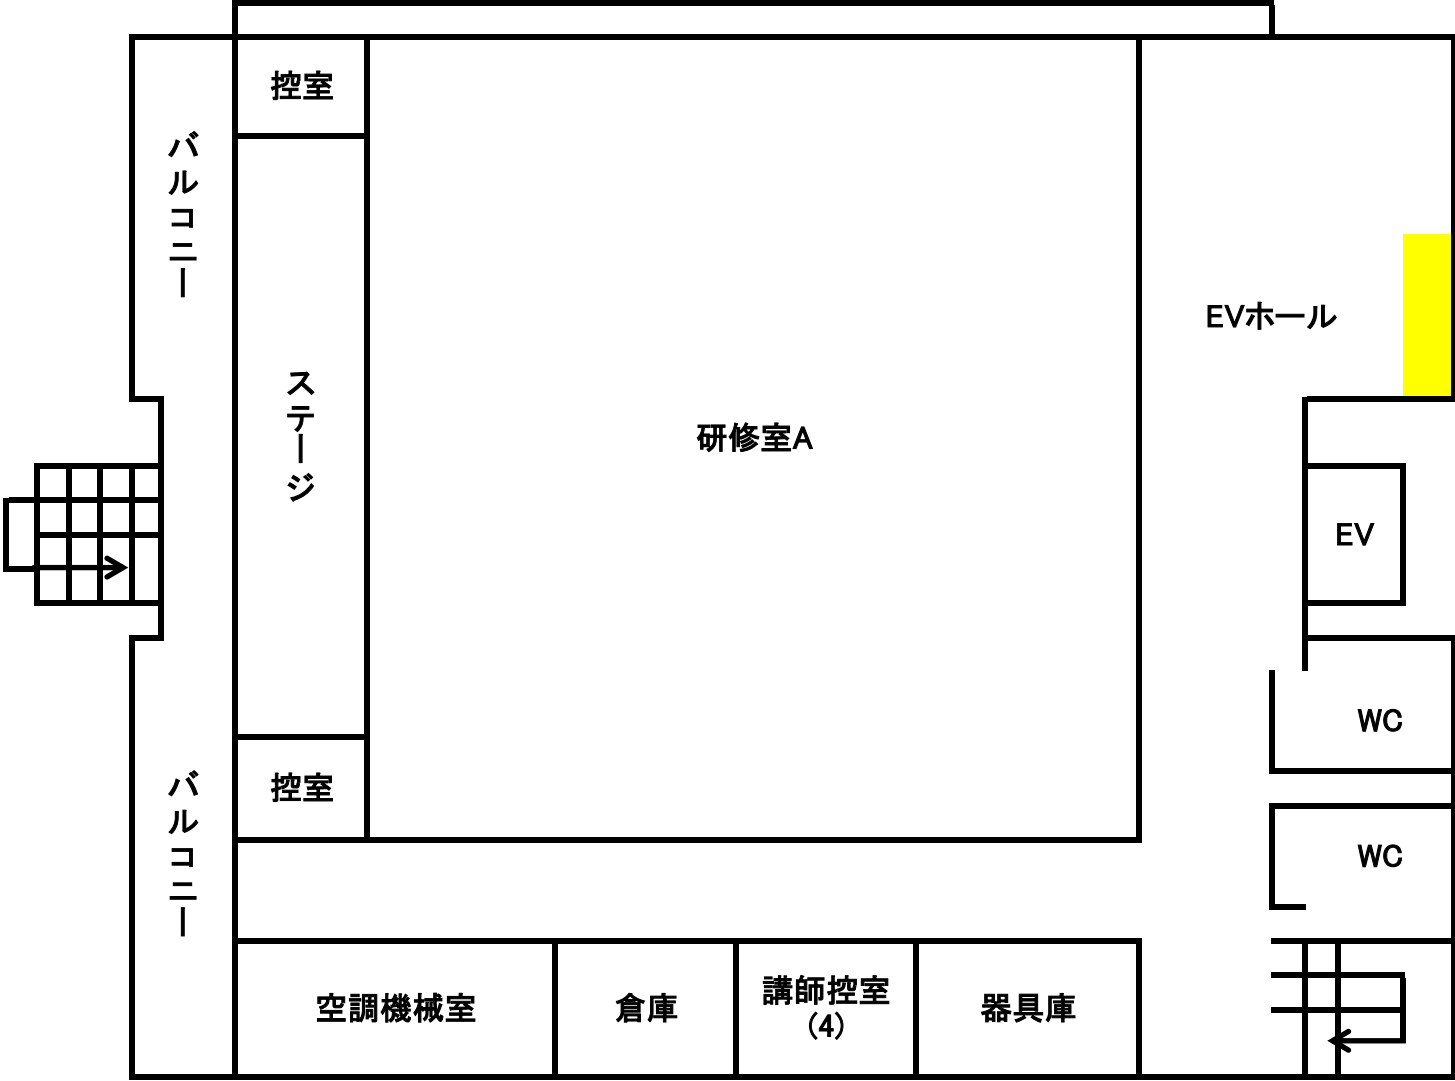 控室
バルコニー
EVホール
ステージ
研修室A
EV
WC
控室
バルコニー
WC
空調機械室
倉庫
講師控室
(4)
器具庫